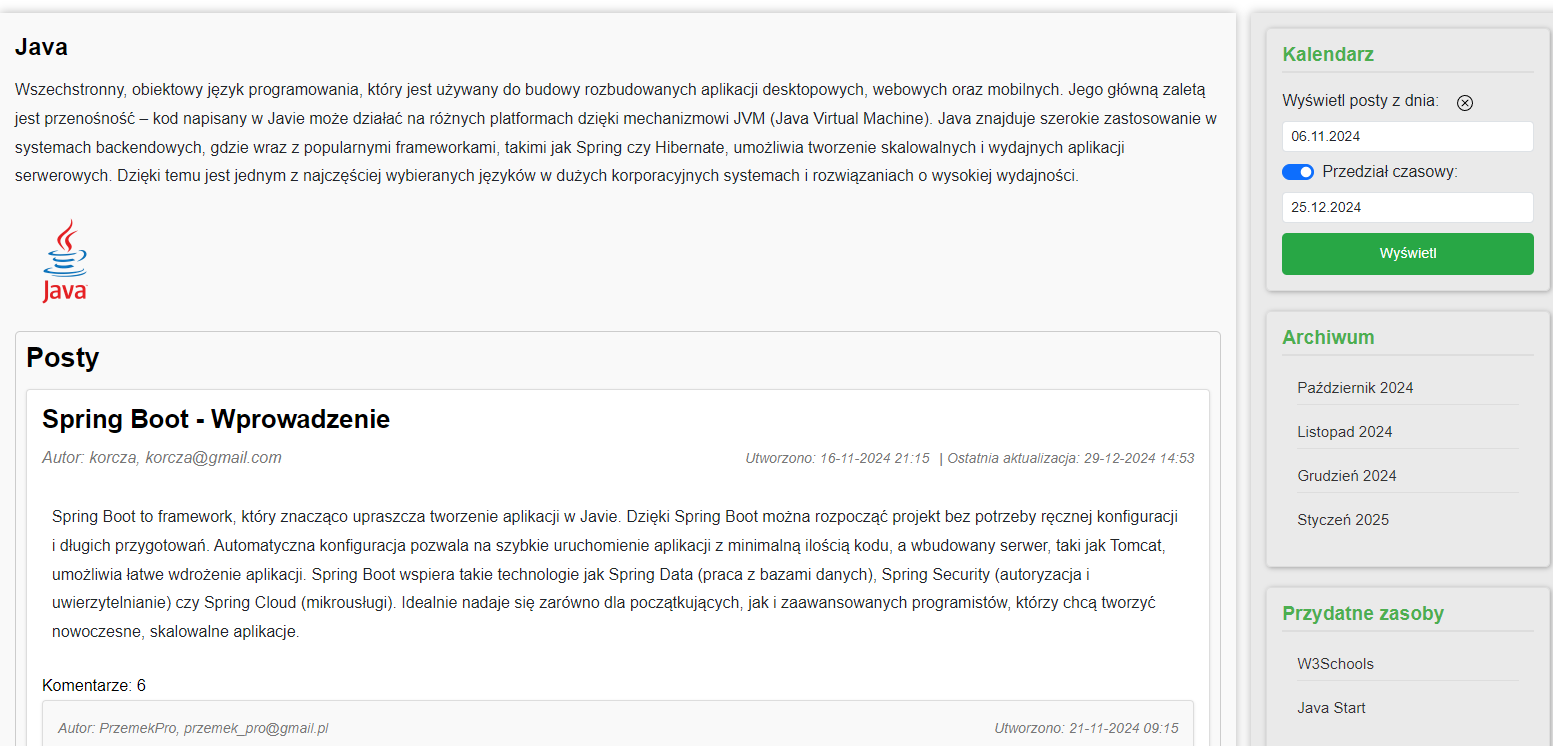 Java
Wszechstronny, obiektowy język programowania, który jest używany do budowy rozbudowanych aplikacji desktopowych, webowych oraz mobilnych. Jego główną zaletą
jest przenośność – kod napisany w Javie może działać na różnych platformach dzięki mechanizmowi JVM (Java Virtual Machine). Java znajduje szerokie zastosowanie w
systemach backendowych, gdzie wraz z popularnymi frameworkami, takimi jak Spring czy Hibernate, umożliwia tworzenie skalowalnych i wydajnych aplikacji
serwerowych. Dzięki temu jest jednym z najczęściej wybieranych języków w dużych korporacyjnych systemach i rozwiązaniach o wysokiej wydajności.
Java
Posty
Spring Boot - Wprowadzenie
Autor: korcza, korcza@gmail.com
Utworzono: 16-11-2024 21:15 | Ostatnia aktualizacja: 29-12-2024 14:53
Spring Boot to framework, który znacząco upraszcza tworzenie aplikacji w Javie. Dzięki Spring Boot można rozpocząć projekt bez potrzeby ręcznej konfiguracji
i długich przygotowań. Automatyczna konfiguracja pozwala na szybkie uruchomienie aplikacji z minimalną ilością kodu, a wbudowany serwer, taki jak Tomcat,
umożliwia łatwe wdrożenie aplikacji. Spring Boot wspiera takie technologie jak Spring Data (praca z bazami danych), Spring Security (autoryzacja i
uwierzytelnianie) czy Spring Cloud (mikrousługi). Idealnie nadaje się zarówno dla początkujących, jak i zaawansowanych programistów, którzy chcą tworzyć
nowoczesne, skalowalne aplikacje.
Komentarze: 6
Autor: PrzemekPro, przemek_pro@gmail.pl
Utworzono: 21-11-2024 09:15
Kalendarz
Wyświetl posty z dnia:
06.11.2024
Przedział czasowy:
25.12.2024
Wyświetl
Archiwum
Październik 2024
Listopad 2024
Grudzień 2024
Styczeń 2025
Przydatne zasoby
W3Schools
Java Start